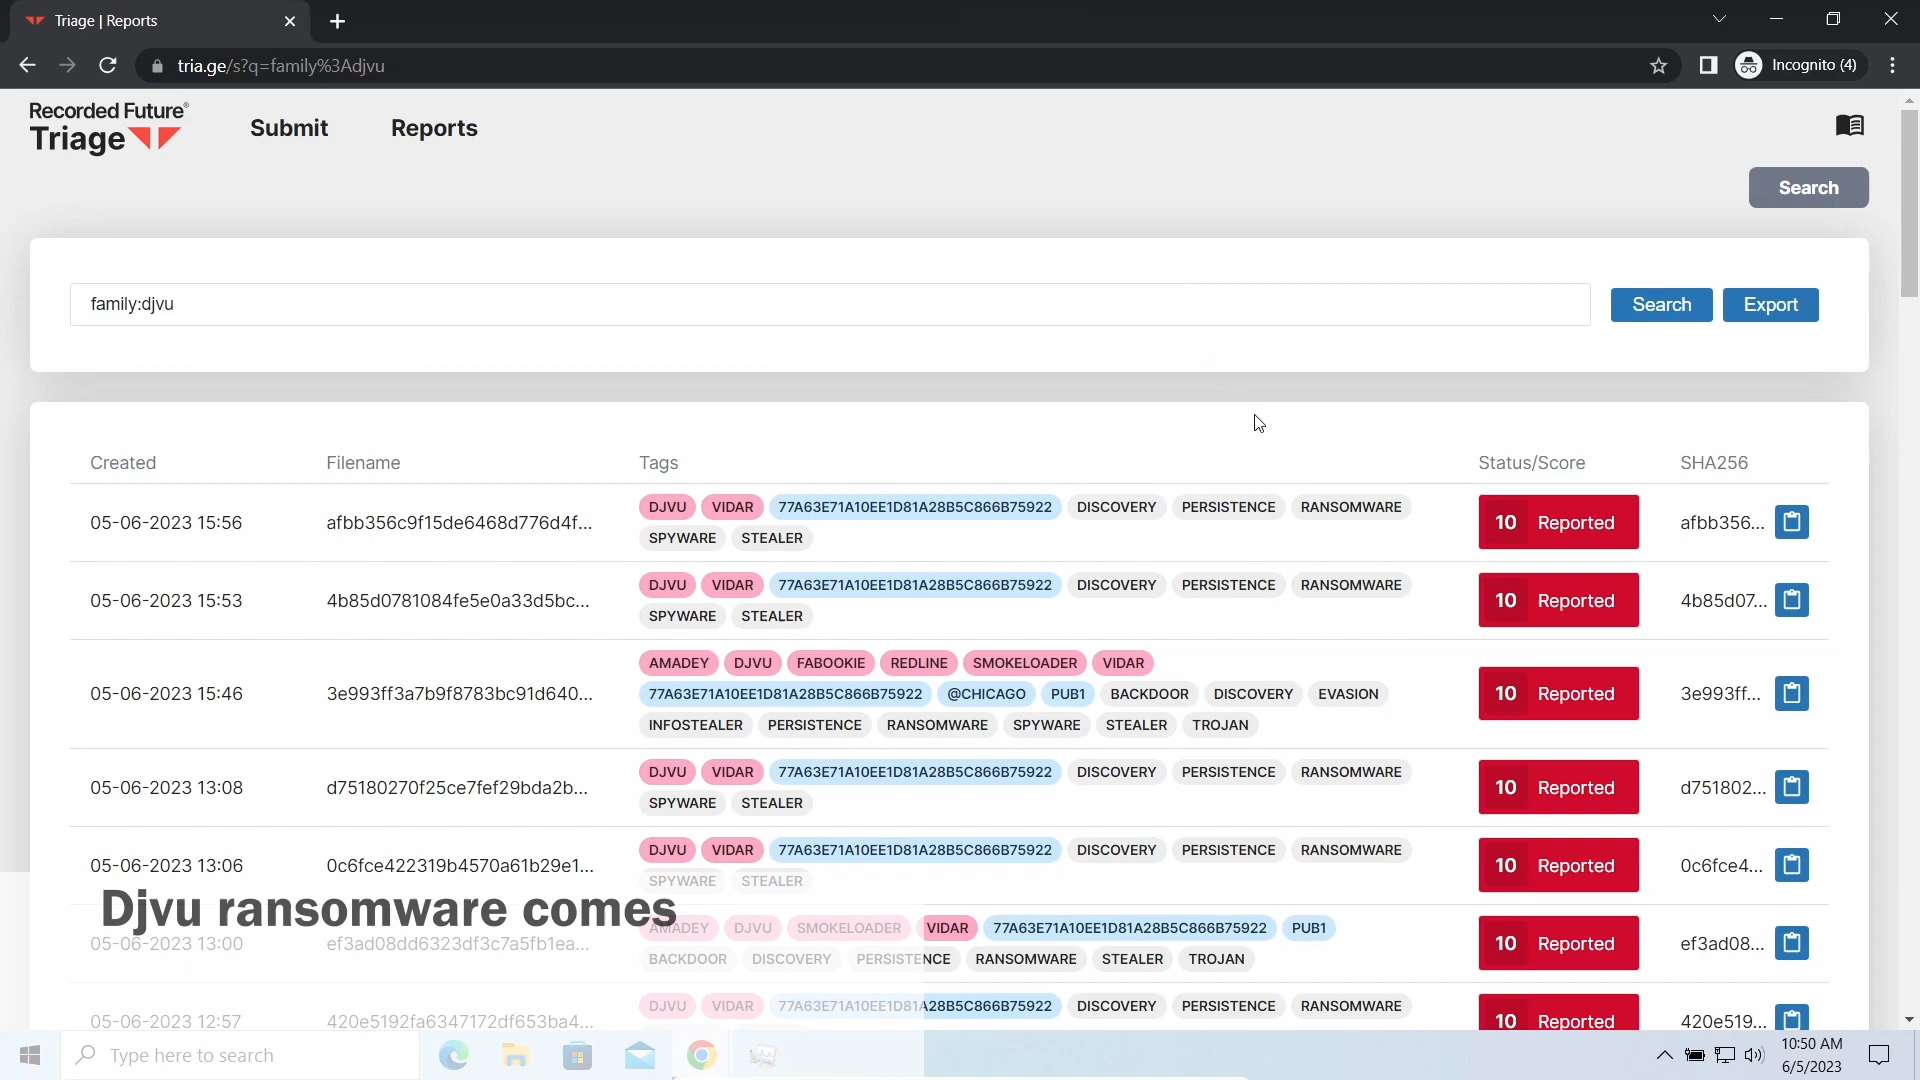 Triage | Reports
tria.ge/s?q=family%3Adjvu
Incognito (4)
Recorded Future®
Triage
Submit
Reports
Search
family:djvu
Search
Export
Created
Filename
Tags
Status/Score
SHA256
05-06-2023 15:56
afbb356c9f15de6468d776d4f...
DJVU VIDAR 77A63E71A10EE1D81A28B5C866B75922 DISCOVERY PERSISTENCE RANSOMWARE
SPYWARE STEALER
10 Reported
afbb356...
05-06-2023 15:53
4b85d0781084fe5e0a33d5bc...
DJVU VIDAR 77A63E71A10EE1D81A28B5C866B75922 DISCOVERY PERSISTENCE RANSOMWARE
SPYWARE STEALER
10 Reported
4b85d07...
05-06-2023 15:46
3e993ff3a7b9f8783bc91d640...
AMADEY DJVU FABOOKIE REDLINE SMOKELOADER VIDAR
77A63E71A10EE1D81A28B5C866B75922 @CHICAGO PUB1 BACKDOOR DISCOVERY EVASION
INFOSTEALER PERSISTENCE RANSOMWARE SPYWARE STEALER TROJAN
10 Reported
3e993ff...
05-06-2023 13:08
d75180270f25ce7fef29bda2b...
DJVU VIDAR 77A63E71A10EE1D81A28B5C866B75922 DISCOVERY PERSISTENCE RANSOMWARE
SPYWARE STEALER
10 Reported
d751802...
05-06-2023 13:06
0c6fce422319b4570a61b29e1...
DJVU VIDAR 77A63E71A10EE1D81A28B5C866B75922 DISCOVERY PERSISTENCE RANSOMWARE
SPYWARE STEALER
10 Reported
0c6fce4...
Djvu ransomware comes
05-06-2023 13:00
ef3ad08dd6323df3c7a5fb1ea...
AMADEY DJVU SMOKELOADER VIDAR 77A63E71A10EE1D81A28B5C866B75922 PUB1
BACKDOOR DISCOVERY PERSISTENCE RANSOMWARE STEALER TROJAN
10 Reported
ef3ad08...
05-06-2023 12:57
420e5192fa6347172df653ba4...
DJVU VIDAR 77A63E71A10EE1D81A28B5C866B75922 DISCOVERY PERSISTENCE RANSOMWARE
10 Reported
420e519...
Type here to search
10:50 AM
6/5/2023